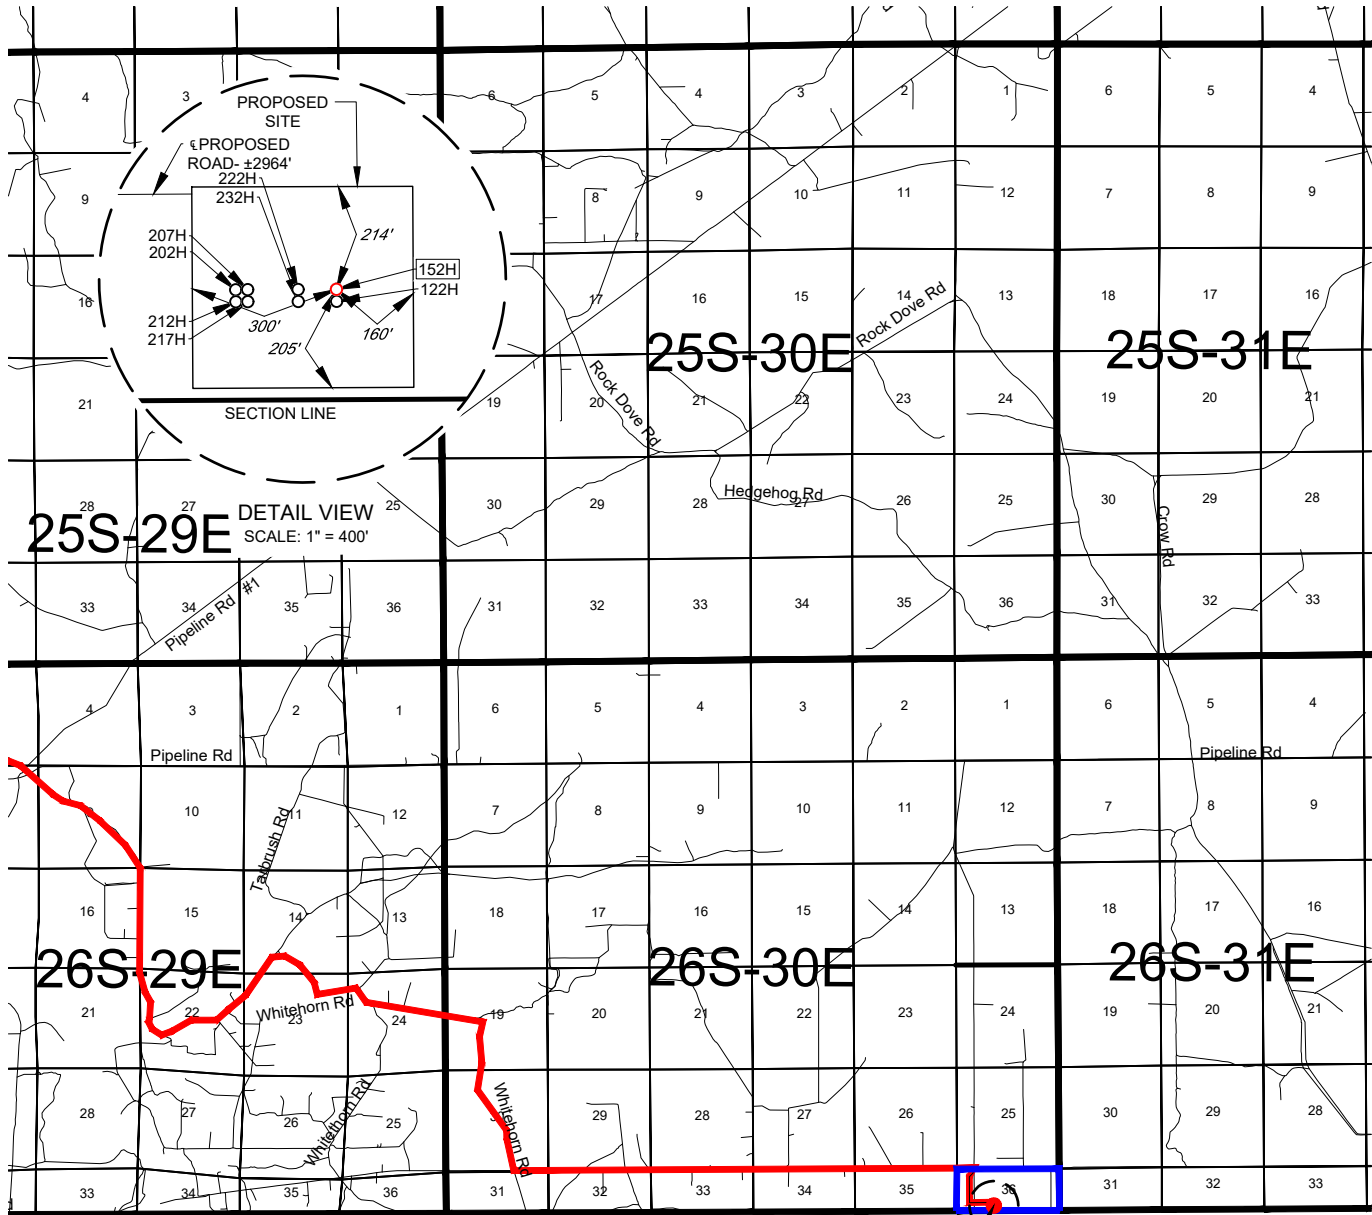 4 3 6 5 4 3 2 1 6 5 4
PROPOSED
SITE
℄PROPOSED
ROAD- ±2964'
222H
232H
207H
202H
214'
152H
122H
212H
217H
300'
205'
160'
SECTION LINE
DETAIL VIEW
SCALE: 1" = 400'
9 8 9 10 11 12 7 8 9
16 17 16 15 14 13 18 17 16
Rock Dove Rd
25S-30E 25S-31E
21 19 20 21 22 23 24 19 20 21
Rock Dove Rd
28 27 25 30 29 28 27 26 25 30 29 28
Hedgehog Rd
25S-29E
Crow Rd
33 34 35 36 31 32 33 34 35 36 31 32 33
Pipeline Rd #1
4 3 2 1 6 5 4 3 2 1 6 5 4
Pipeline Rd Pipeline Rd
9 10 11 12 7 8 9 10 11 12 7 8 9
Tarbrush Rd
16 15 14 13 18 17 16 15 14 13 18 17 16
26S-29E 26S-30E 26S-31E
21 22 23 24 19 20 21 22 23 24 19 20 21
Whitehorn Rd
28 27 26 25 29 28 27 26 25 30 29 28
Whitethorn Rd
Whitehorn Rd
33 34 35 36 31 32 33 34 35 36 31 32 33